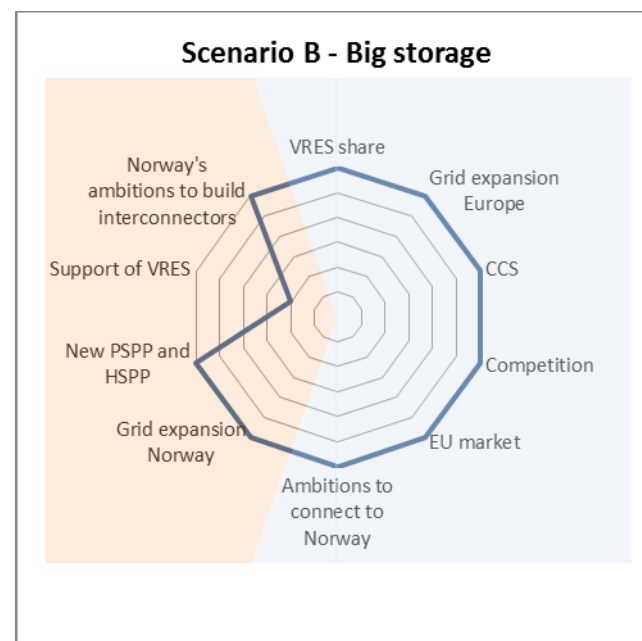 Scenario B - Big storage
VRES share
Grid expansion
Europe
CCS
Competition
EU market
Ambitions to
connect to
Norway
Grid expansion
Norway
New PSPP and
HSPP
Support of VRES
Norway's
ambitions to build
interconnectors